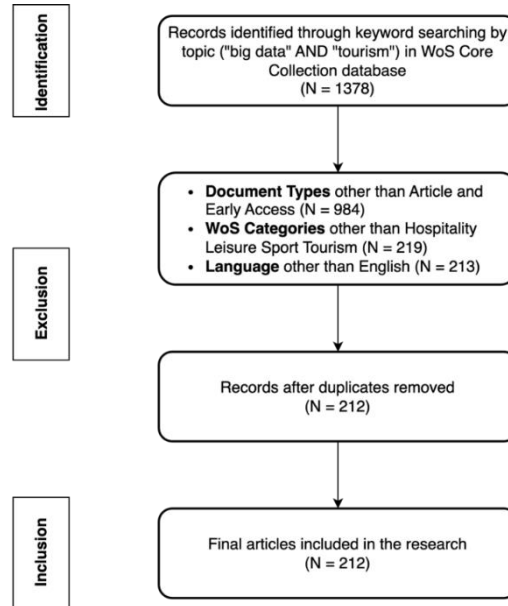 Identification
Records identified through keyword searching by
topic ("big data" AND "tourism") in WoS Core
Collection database
(N = 1378)
Exclusion
• Document Types other than Article and
Early Access (N = 984)
• WoS Categories other than Hospitality
Leisure Sport Tourism (N = 219)
• Language other than English (N = 213)
Records after duplicates removed
(N = 212)
Inclusion
Final articles included in the research
(N = 212)